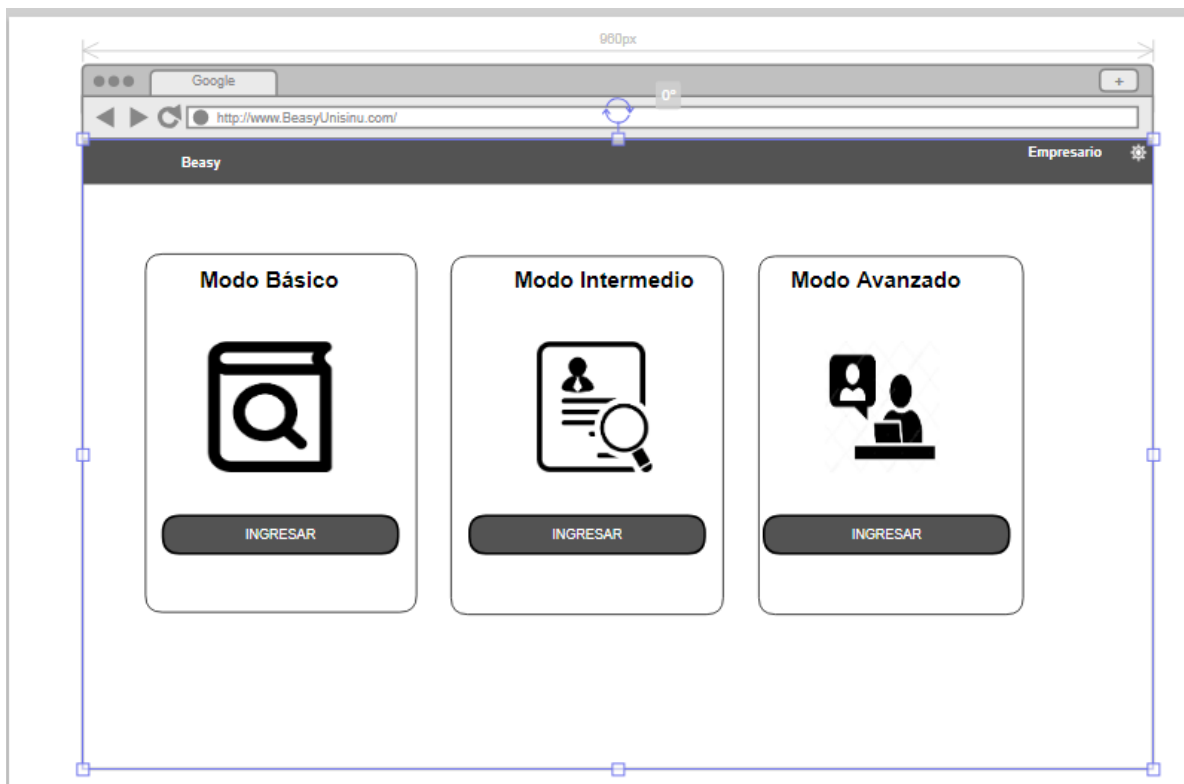 960px
Google
+
0°
http://www.BeasyUnisinu.com/
Beasy
Empresario
Modo Básico
Modo Intermedio
Modo Avanzado
INGRESAR
INGRESAR
INGRESAR